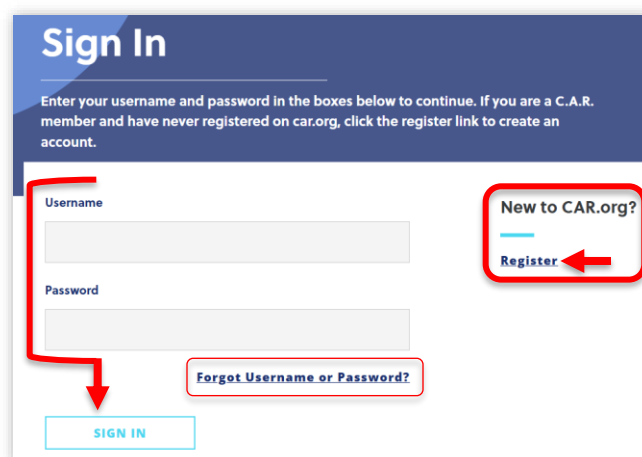 Sign In
Enter your username and password in the boxes below to continue. If you are a C.A.R.
member and have never registered on car.org, click the register link to create an
account.
Username
Password
Forgot Username or Password?
SIGN IN
New to CAR.org?
Register